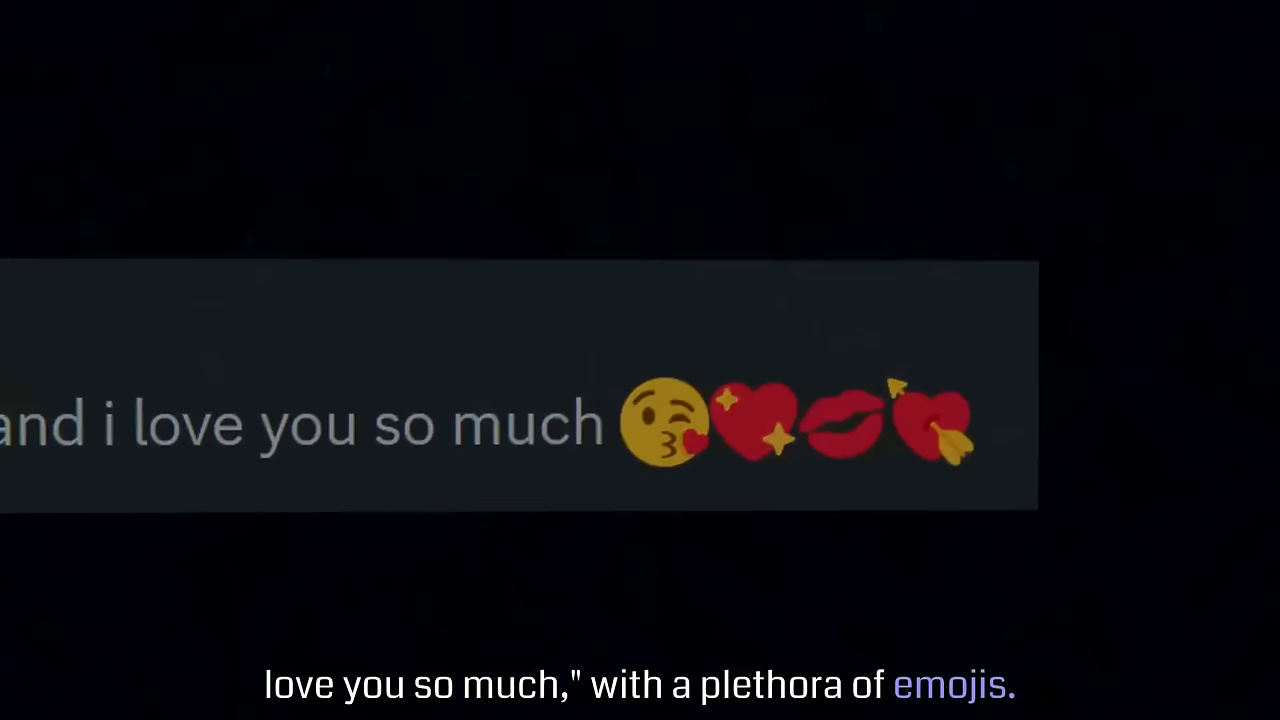 and i love you so much 😘💖💋💘
love you so much," with a plethora of emojis.